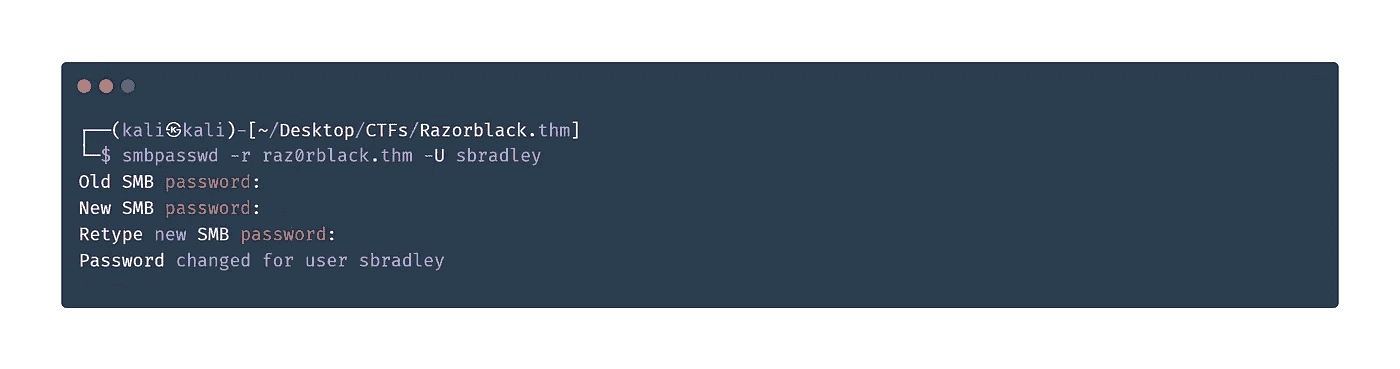 ┌──(kali㉿kali)-[~/Desktop/CTFs/Razorblack.thm]
└─$ smbpasswd -r raz0rblack.thm -U sbradley
Old SMB password:
New SMB password:
Retype new SMB password:
Password changed for user sbradley